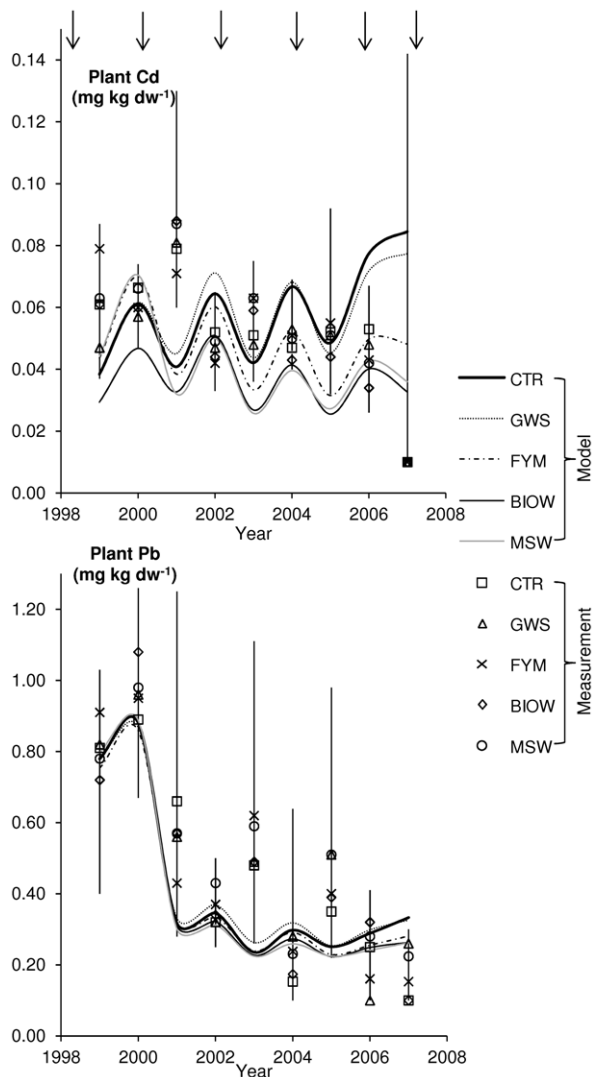 Plant Cd
(mg kg dw⁻¹)
0.14
0.12
0.10
0.08
0.06
0.04
0.02
0.00
1998 2000 2002 2004 2006 2008
Year
CTR
GWS
FYM
BIOW
MSW
Model
Plant Pb
(mg kg dw⁻¹)
1.20
1.00
0.80
0.60
0.40
0.20
0.00
1998 2000 2002 2004 2006 2008
Year
CTR
GWS
FYM
BIOW
MSW
Measurement